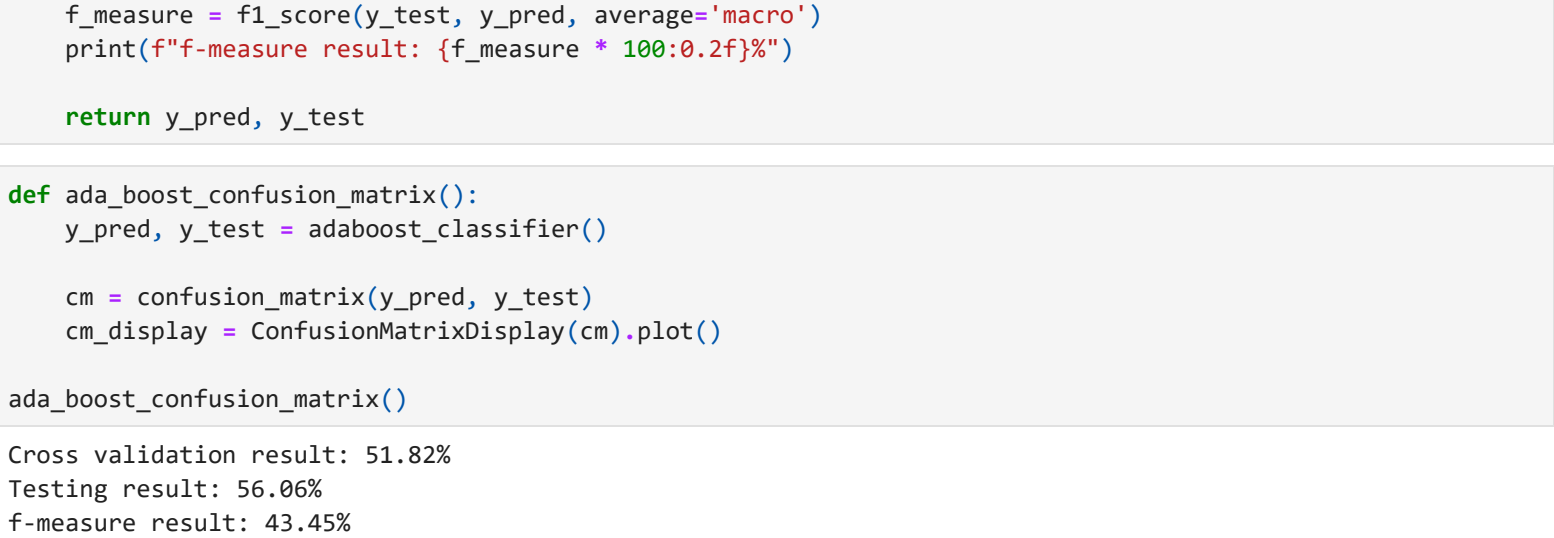 f_measure = f1_score(y_test, y_pred, average='macro')
    print(f"f-measure result: {f_measure * 100:0.2f}%")
    return y_pred, y_test
def ada_boost_confusion_matrix():
    y_pred, y_test = adaboost_classifier()
    cm = confusion_matrix(y_pred, y_test)
    cm_display = ConfusionMatrixDisplay(cm).plot()
ada_boost_confusion_matrix()
Cross validation result: 51.82%
Testing result: 56.06%
f-measure result: 43.45%